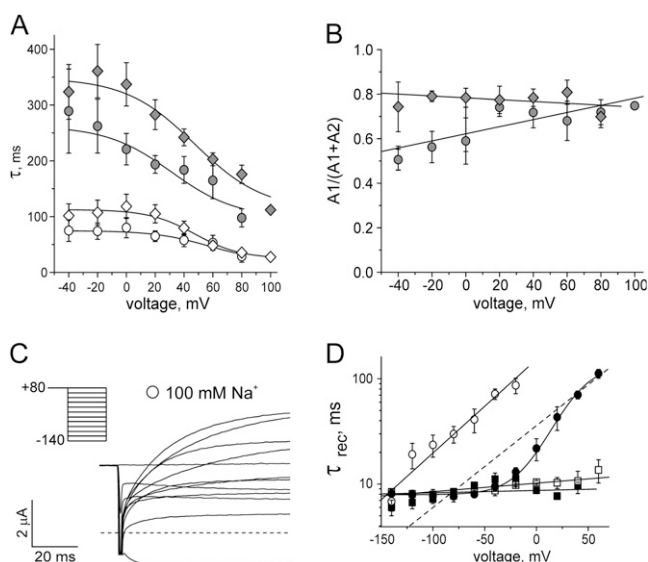 A
400
300
200
100
0
τ, ms
-40 -20 0 20 40 60 80 100
voltage, mV
B
1.0
0.8
0.6
0.4
0.2
0.0
A1/(A1+A2)
-40 -20 0 20 40 60 80 100
voltage, mV
C
+80
-140
100 mM Na⁺
2 μA
20 ms
D
100
10
τ rec, ms
-150 -100 -50 0 50
voltage, mV